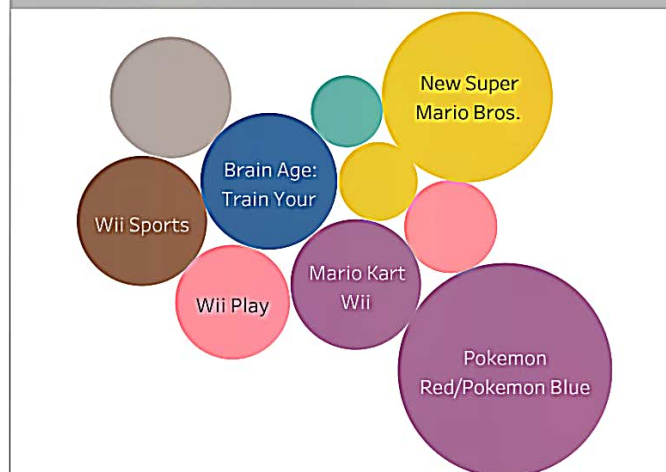 New Super
Mario Bros.
Brain Age:
Train Your
Wii Sports
Mario Kart
Wii
Wii Play
Pokemon
Red/Pokemon Blue